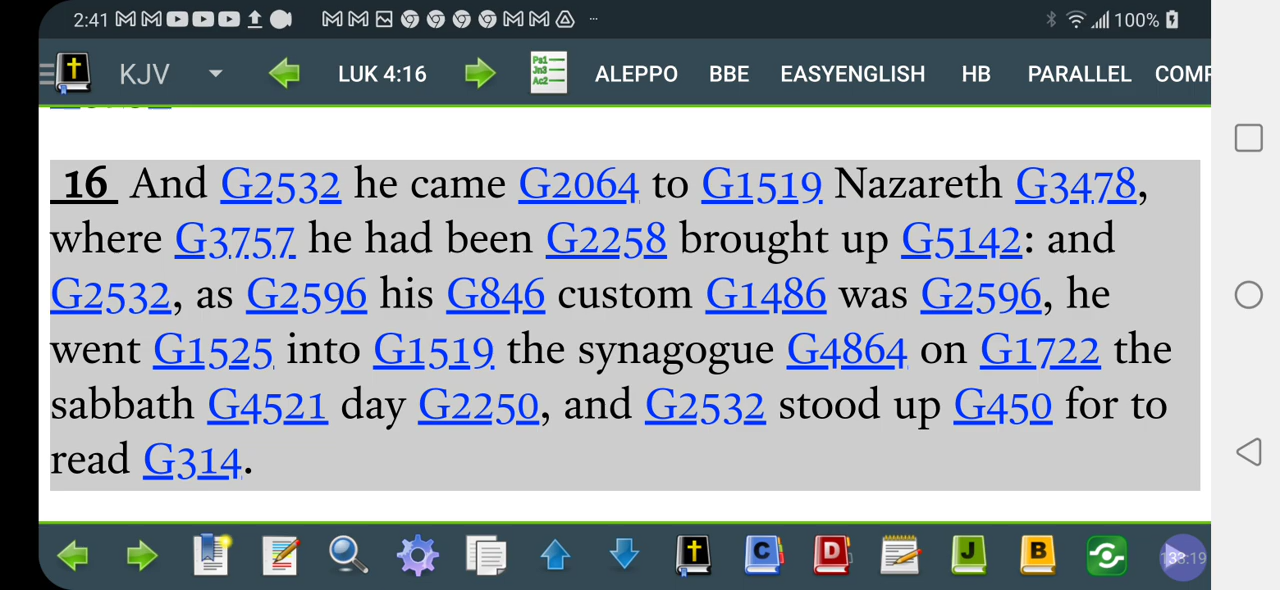 2:41 100%
KJV LUK 4:16 ALEPPO BBE EASYENGLISH HB PARALLEL
16 And G2532 he came G2064 to G1519 Nazareth G3478,
where G3757 he had been G2258 brought up G5142: and
G2532, as G2596 his G846 custom G1486 was G2596, he
went G1525 into G1519 the synagogue G4864 on G1722 the
sabbath G4521 day G2250, and G2532 stood up G450 for to
read G314.
C D J B